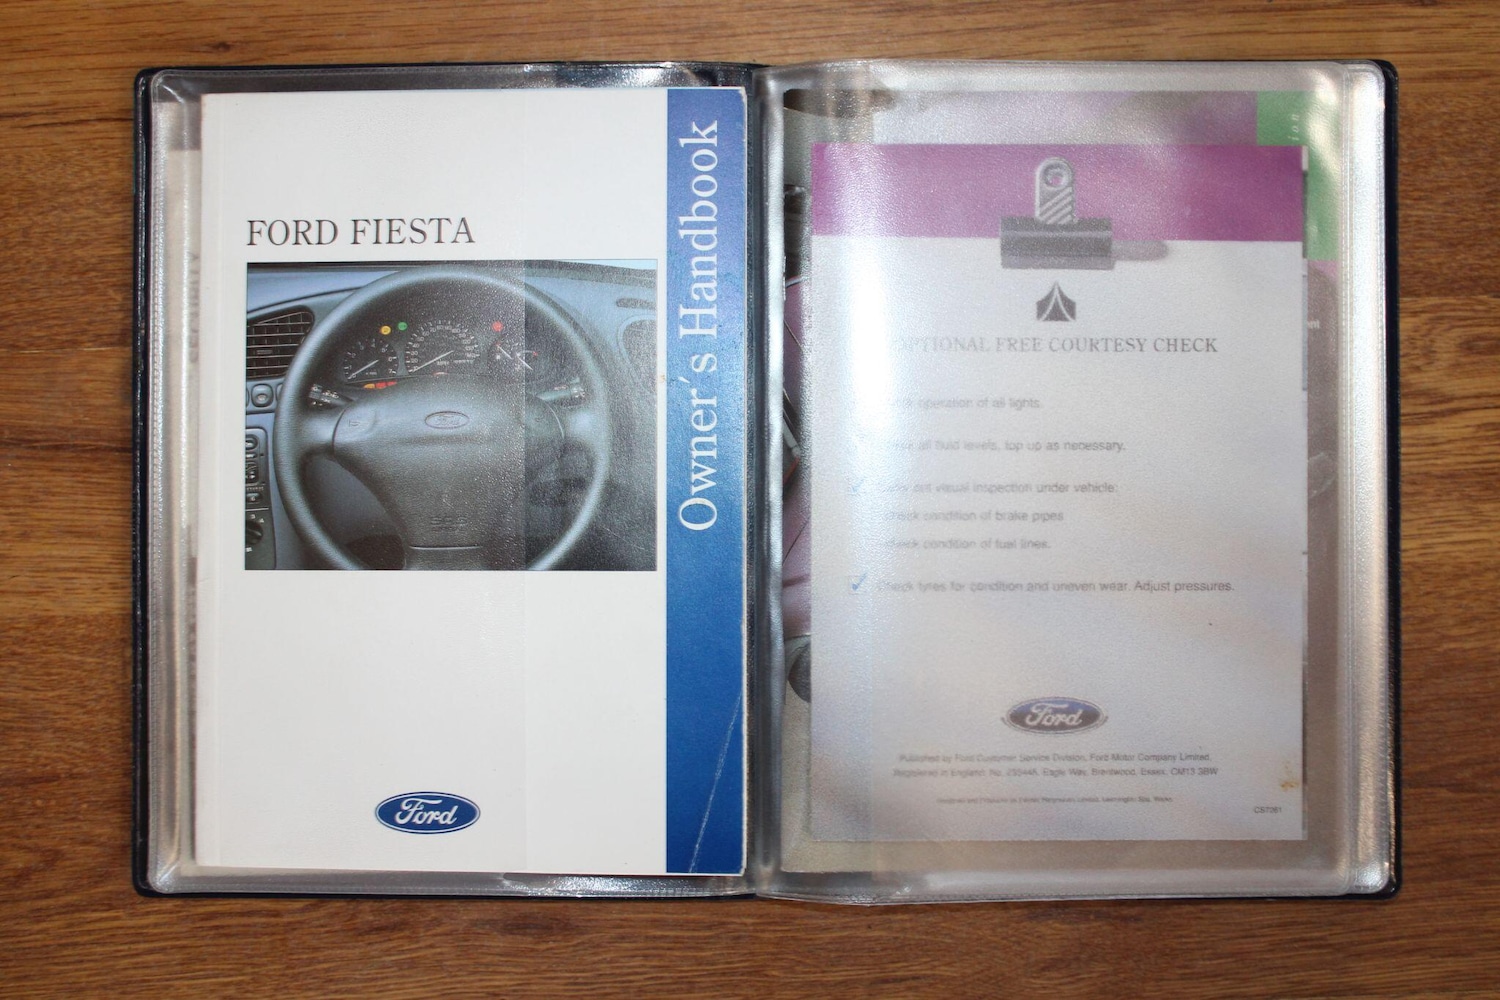 FORD FIESTA
Owner's Handbook
Ford
Ford
OPTIONAL FREE COURTESY CHECK
operation of all lights.
all fluid levels, top up as necessary.
out visual inspection under vehicle:
check condition of brake pipes
check condition of fuel lines.
Check tyres for condition and uneven wear. Adjust pressures.
Ford
Published by Ford Customer Service Division, Ford Motor Company Limited,
Registered in England: No. 235446, Eagle Way, Brentwood, Essex, CM13 3BW
CS7261